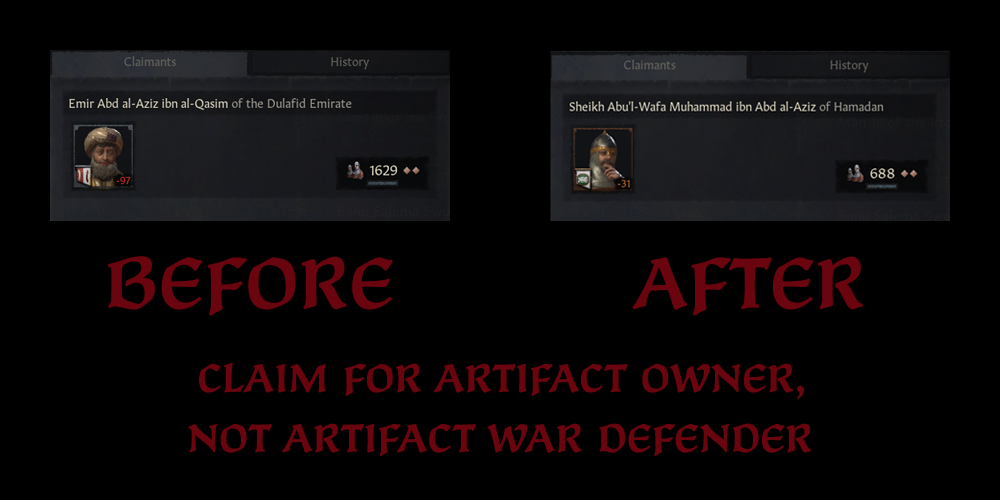 Claimants History
Emir Abd al-Aziz ibn al-Qasim of the Dulafid Emirate
-97
1629
Claimants History
Sheikh Abu'l-Wafa Muhammad ibn Abd al-Aziz of Hamadan
-31
688
BEFORE
AFTER
CLAIM FOR ARTIFACT OWNER,
NOT ARTIFACT WAR DEFENDER